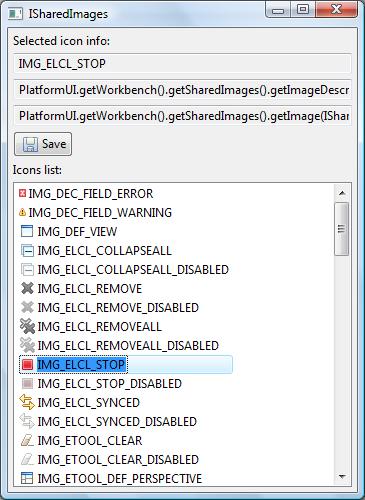 ISharedImages
Selected icon info:
IMG_ELCL_STOP
PlatformUI.getWorkbench().getSharedImages().getImageDescr
PlatformUI.getWorkbench().getSharedImages().getImage(IShar
Save
Icons list:
IMG_DEC_FIELD_ERROR
IMG_DEC_FIELD_WARNING
IMG_DEF_VIEW
IMG_ELCL_COLLAPSEALL
IMG_ELCL_COLLAPSEALL_DISABLED
IMG_ELCL_REMOVE
IMG_ELCL_REMOVE_DISABLED
IMG_ELCL_REMOVEALL
IMG_ELCL_REMOVEALL_DISABLED
IMG_ELCL_STOP
IMG_ELCL_STOP_DISABLED
IMG_ELCL_SYNCED
IMG_ELCL_SYNCED_DISABLED
IMG_ETOOL_CLEAR
IMG_ETOOL_CLEAR_DISABLED
IMG_ETOOL_DEF_PERSPECTIVE